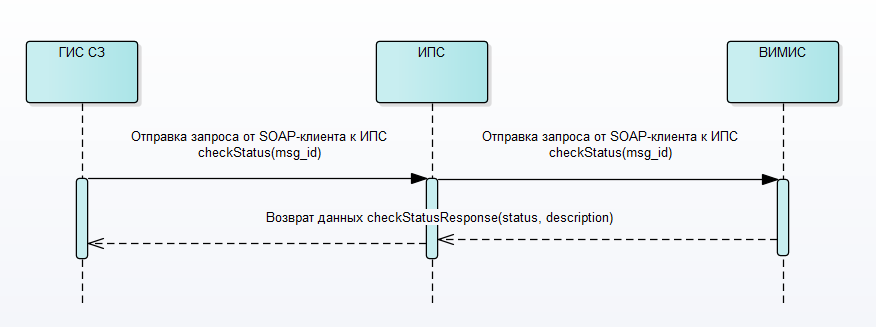 ГИС СЗ
ИПС
ВИМИС
Отправка запроса от SOAP-клиента к ИПС
checkStatus(msg_id)
Отправка запроса от SOAP-клиента к ИПС
checkStatus(msg_id)
Возврат данных checkStatusResponse(status, description)